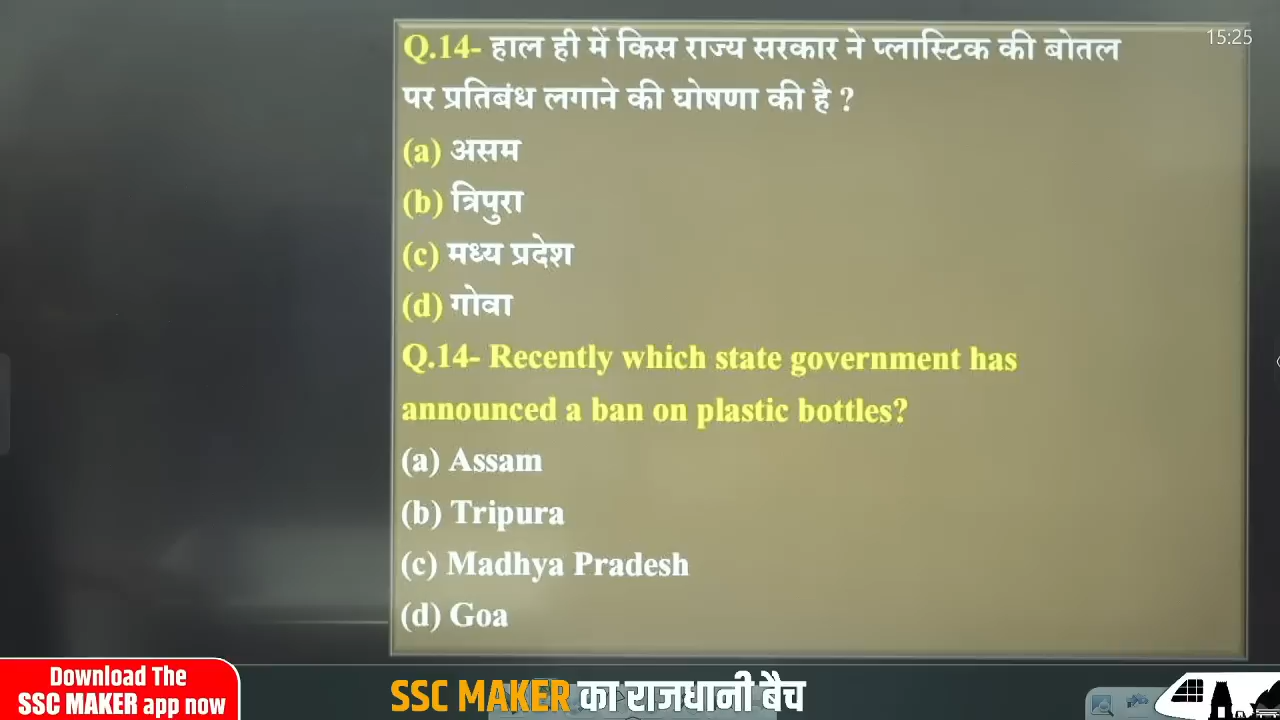 Q.14- हाल ही में किस राज्य सरकार ने प्लास्टिक की बोतल
15:25
पर प्रतिबंध लगाने की घोषणा की है ?
(a) असम
(b) त्रिपुरा
(c) मध्य प्रदेश
(d) गोवा
Q.14- Recently which state government has
announced a ban on plastic bottles?
(a) Assam
(b) Tripura
(c) Madhya Pradesh
(d) Goa
Download The
SSC MAKER app now
SSC MAKER का राजधानी बैच